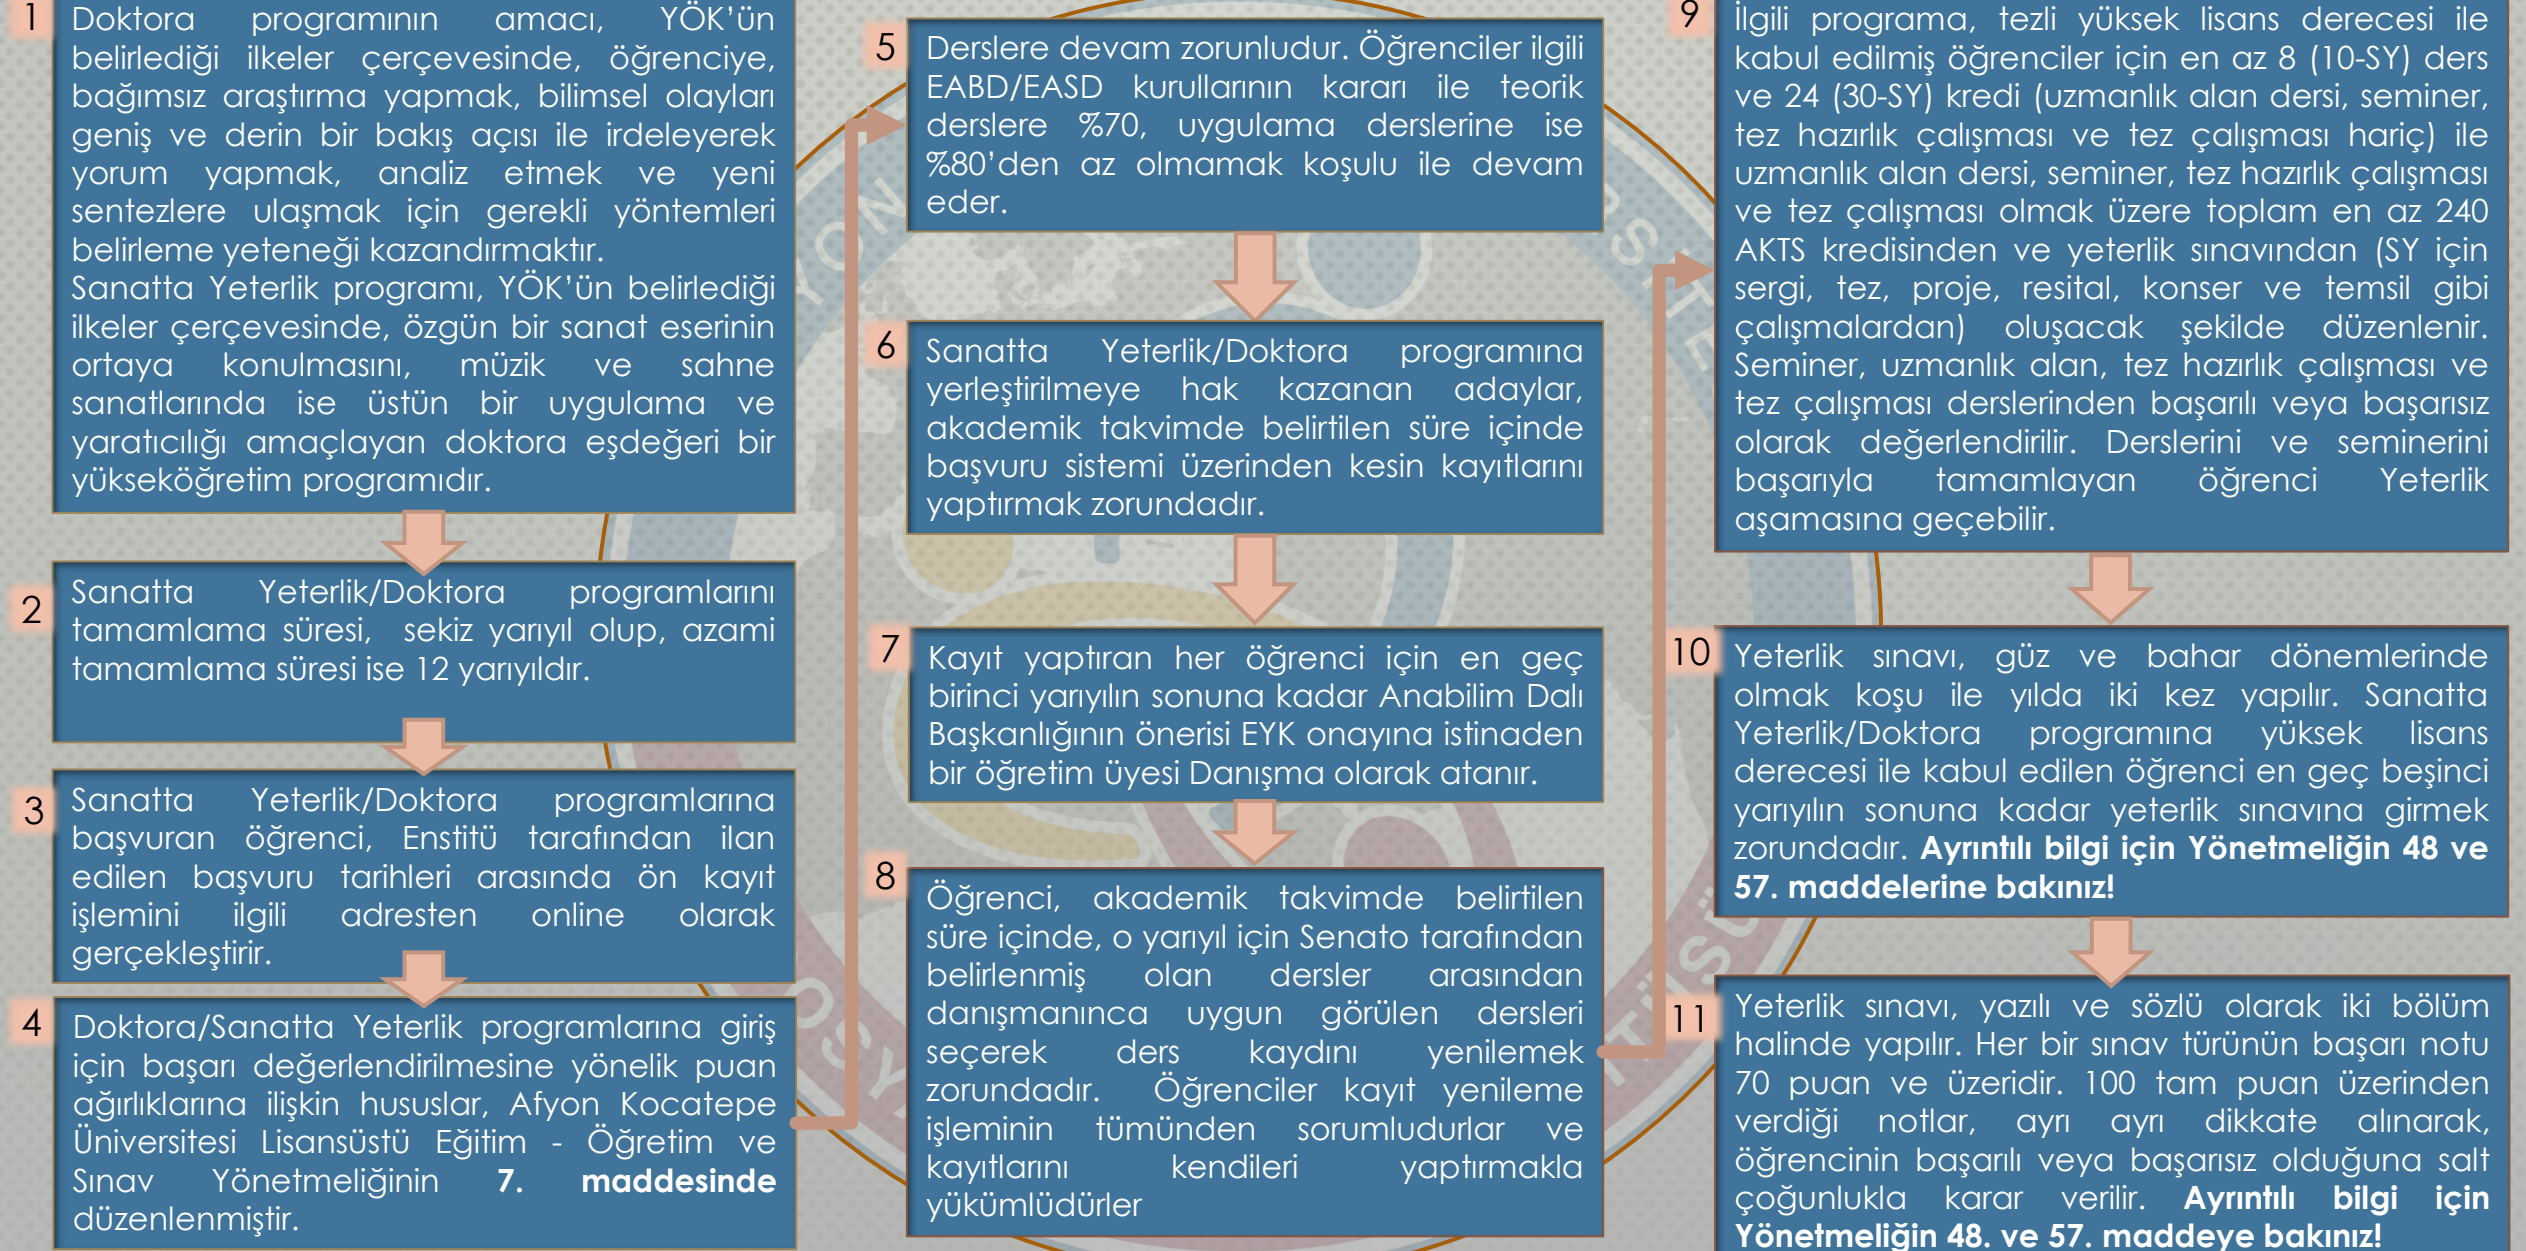 1
Doktora programının amacı, YÖK’ün
belirlediği ilkeler çerçevesinde, öğrenciye,
bağımsız araştırma yapmak, bilimsel olayları
geniş ve derin bir bakış açısı ile irdeleyerek
yorum yapmak, analiz etmek ve yeni
sentezlere ulaşmak için gerekli yöntemleri
belirleme yeteneği kazandırmaktır.
Sanatta Yeterlik programı, YÖK’ün belirlediği
ilkeler çerçevesinde, özgün bir sanat eserinin
ortaya konulmasını, müzik ve sahne
sanatlarında ise üstün bir uygulama ve
yaratıcılığı amaçlayan doktora eşdeğeri bir
yükseköğretim programıdır.
2
Sanatta Yeterlik/Doktora programlarını
tamamlama süresi, sekiz yarıyıl olup, azami
tamamlama süresi ise 12 yarıyıldır.
3
Sanatta Yeterlik/Doktora programlarına
başvuran öğrenci, Enstitü tarafından ilan
edilen başvuru tarihleri arasında ön kayıt
işlemini ilgili adresten online olarak
gerçekleştirir.
4
Doktora/Sanatta Yeterlik programlarına giriş
için başarı değerlendirilmesine yönelik puan
ağırlıklarına ilişkin hususlar, Afyon Kocatepe
Üniversitesi Lisansüstü Eğitim - Öğretim ve
Sınav Yönetmeliğinin 7. maddesinde
düzenlenmiştir.
5
Derslere devam zorunludur. Öğrenciler ilgili
EABD/EASD kurullarının kararı ile teorik
derslere %70, uygulama derslerine ise
%80’den az olmamak koşulu ile devam
eder.
6
Sanatta Yeterlik/Doktora programına
yerleştirilmeye hak kazanan adaylar,
akademik takvimde belirtilen süre içinde
başvuru sistemi üzerinden kesin kayıtlarını
yaptırmak zorundadır.
7
Kayıt yaptıran her öğrenci için en geç
birinci yarıyılın sonuna kadar Anabilim Dalı
Başkanlığının önerisi EYK onayına istinaden
bir öğretim üyesi Danışma olarak atanır.
8
Öğrenci, akademik takvimde belirtilen
süre içinde, o yarıyıl için Senato tarafından
belirlenmiş olan dersler arasından
danışmanınca uygun görülen dersleri
seçerek ders kaydını yenilemek
zorundadır. Öğrenciler kayıt yenileme
işleminin tümünden sorumludurlar ve
kayıtlarını kendileri yaptırmakla
yükümlüdürler
9
İlgili programa, tezli yüksek lisans derecesi ile
kabul edilmiş öğrenciler için en az 8 (10-SY) ders
ve 24 (30-SY) kredi (uzmanlık alan dersi, seminer,
tez hazırlık çalışması ve tez çalışması hariç) ile
uzmanlık alan dersi, seminer, tez hazırlık çalışması
ve tez çalışması olmak üzere toplam en az 240
AKTS kredisinden ve yeterlik sınavından (SY için
sergi, tez, proje, resital, konser ve temsil gibi
çalışmalardan) oluşacak şekilde düzenlenir.
Seminer, uzmanlık alan, tez hazırlık çalışması ve
tez çalışması derslerinden başarılı veya başarısız
olarak değerlendirilir. Derslerini ve seminerini
başarıyla tamamlayan öğrenci Yeterlik
aşamasına geçebilir.
10
Yeterlik sınavı, güz ve bahar dönemlerinde
olmak koşu ile yılda iki kez yapılır. Sanatta
Yeterlik/Doktora programına yüksek lisans
derecesi ile kabul edilen öğrenci en geç beşinci
yarıyılın sonuna kadar yeterlik sınavına girmek
zorundadır. Ayrıntılı bilgi için Yönetmeliğin 48 ve
57. maddelerine bakınız!
11
Yeterlik sınavı, yazılı ve sözlü olarak iki bölüm
halinde yapılır. Her bir sınav türünün başarı notu
70 puan ve üzeridir. 100 tam puan üzerinden
verdiği notlar, ayrı ayrı dikkate alınarak,
öğrencinin başarılı veya başarısız olduğuna salt
çoğunlukla karar verilir. Ayrıntılı bilgi için
Yönetmeliğin 48. ve 57. maddeye bakınız!